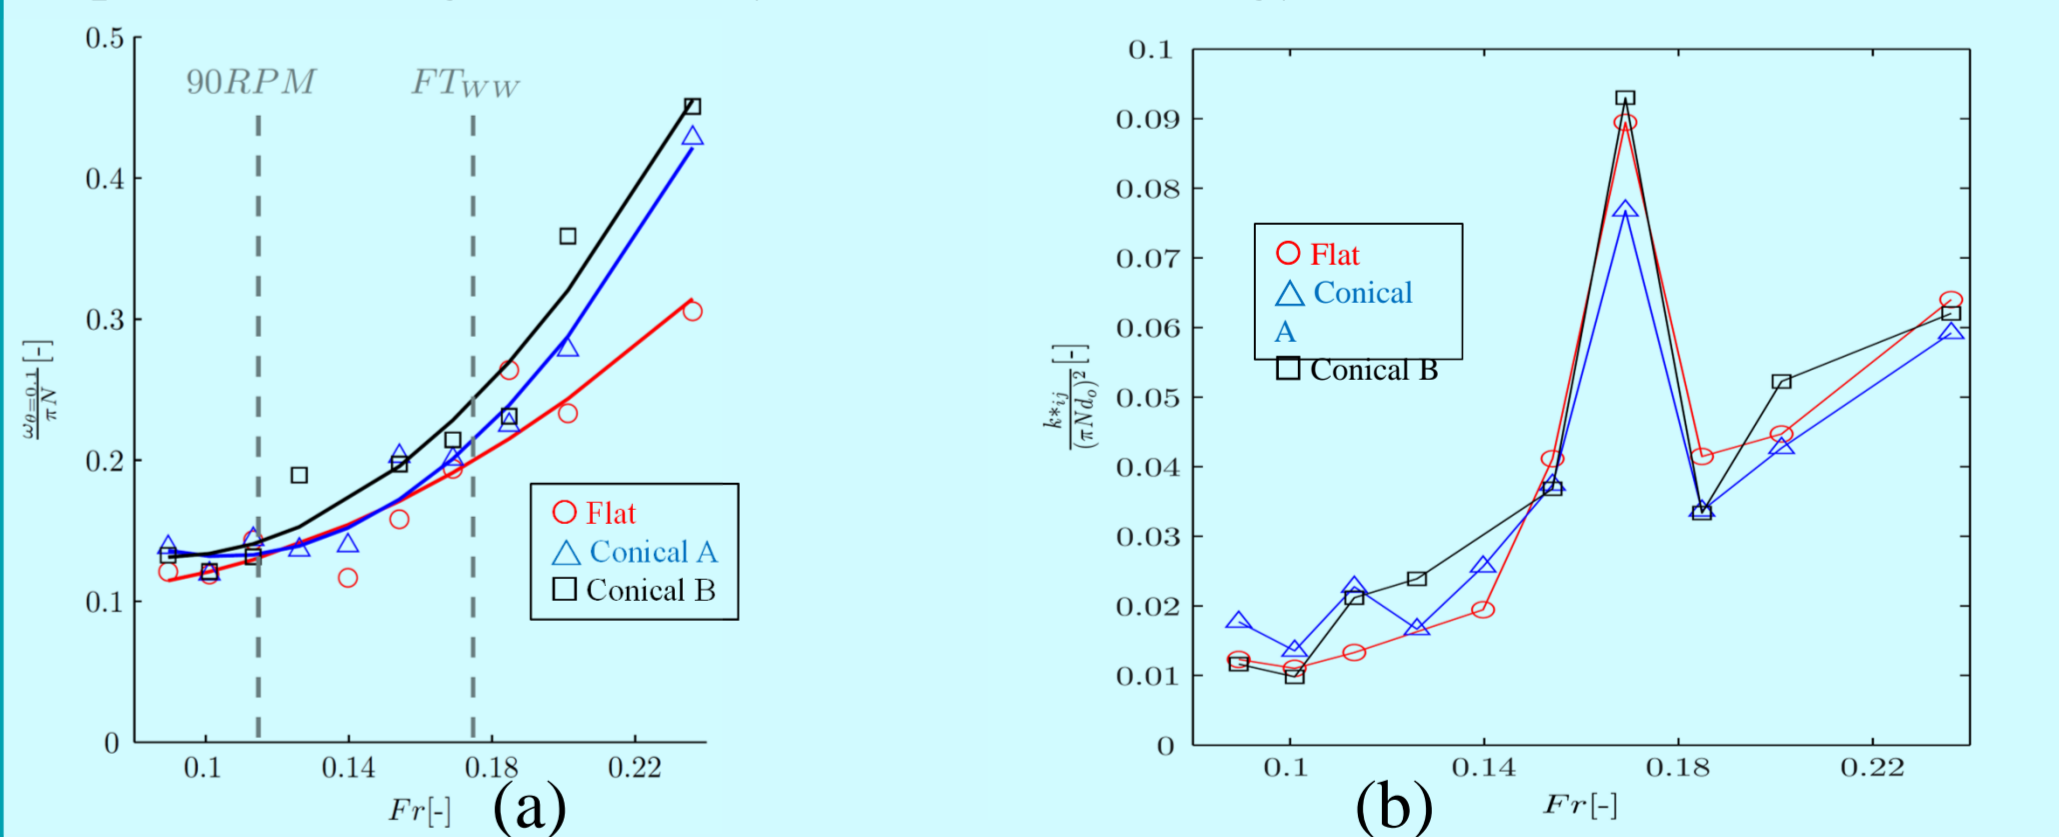 0.5
0.4
0.3
0.2
0.1
0
90RPM
FT_WW
Flat
Conical A
Conical B
0.1 0.14 0.18 0.22
Fr[-]
(a)
ω_θ=0.1 / πN [-]
0.1
0.09
0.08
0.07
0.06
0.05
0.04
0.03
0.02
0.01
0
Flat
Conical
A
Conical B
0.1 0.14 0.18 0.22
Fr[-]
(b)
k*_ij / (πNd_o)^2 [-]